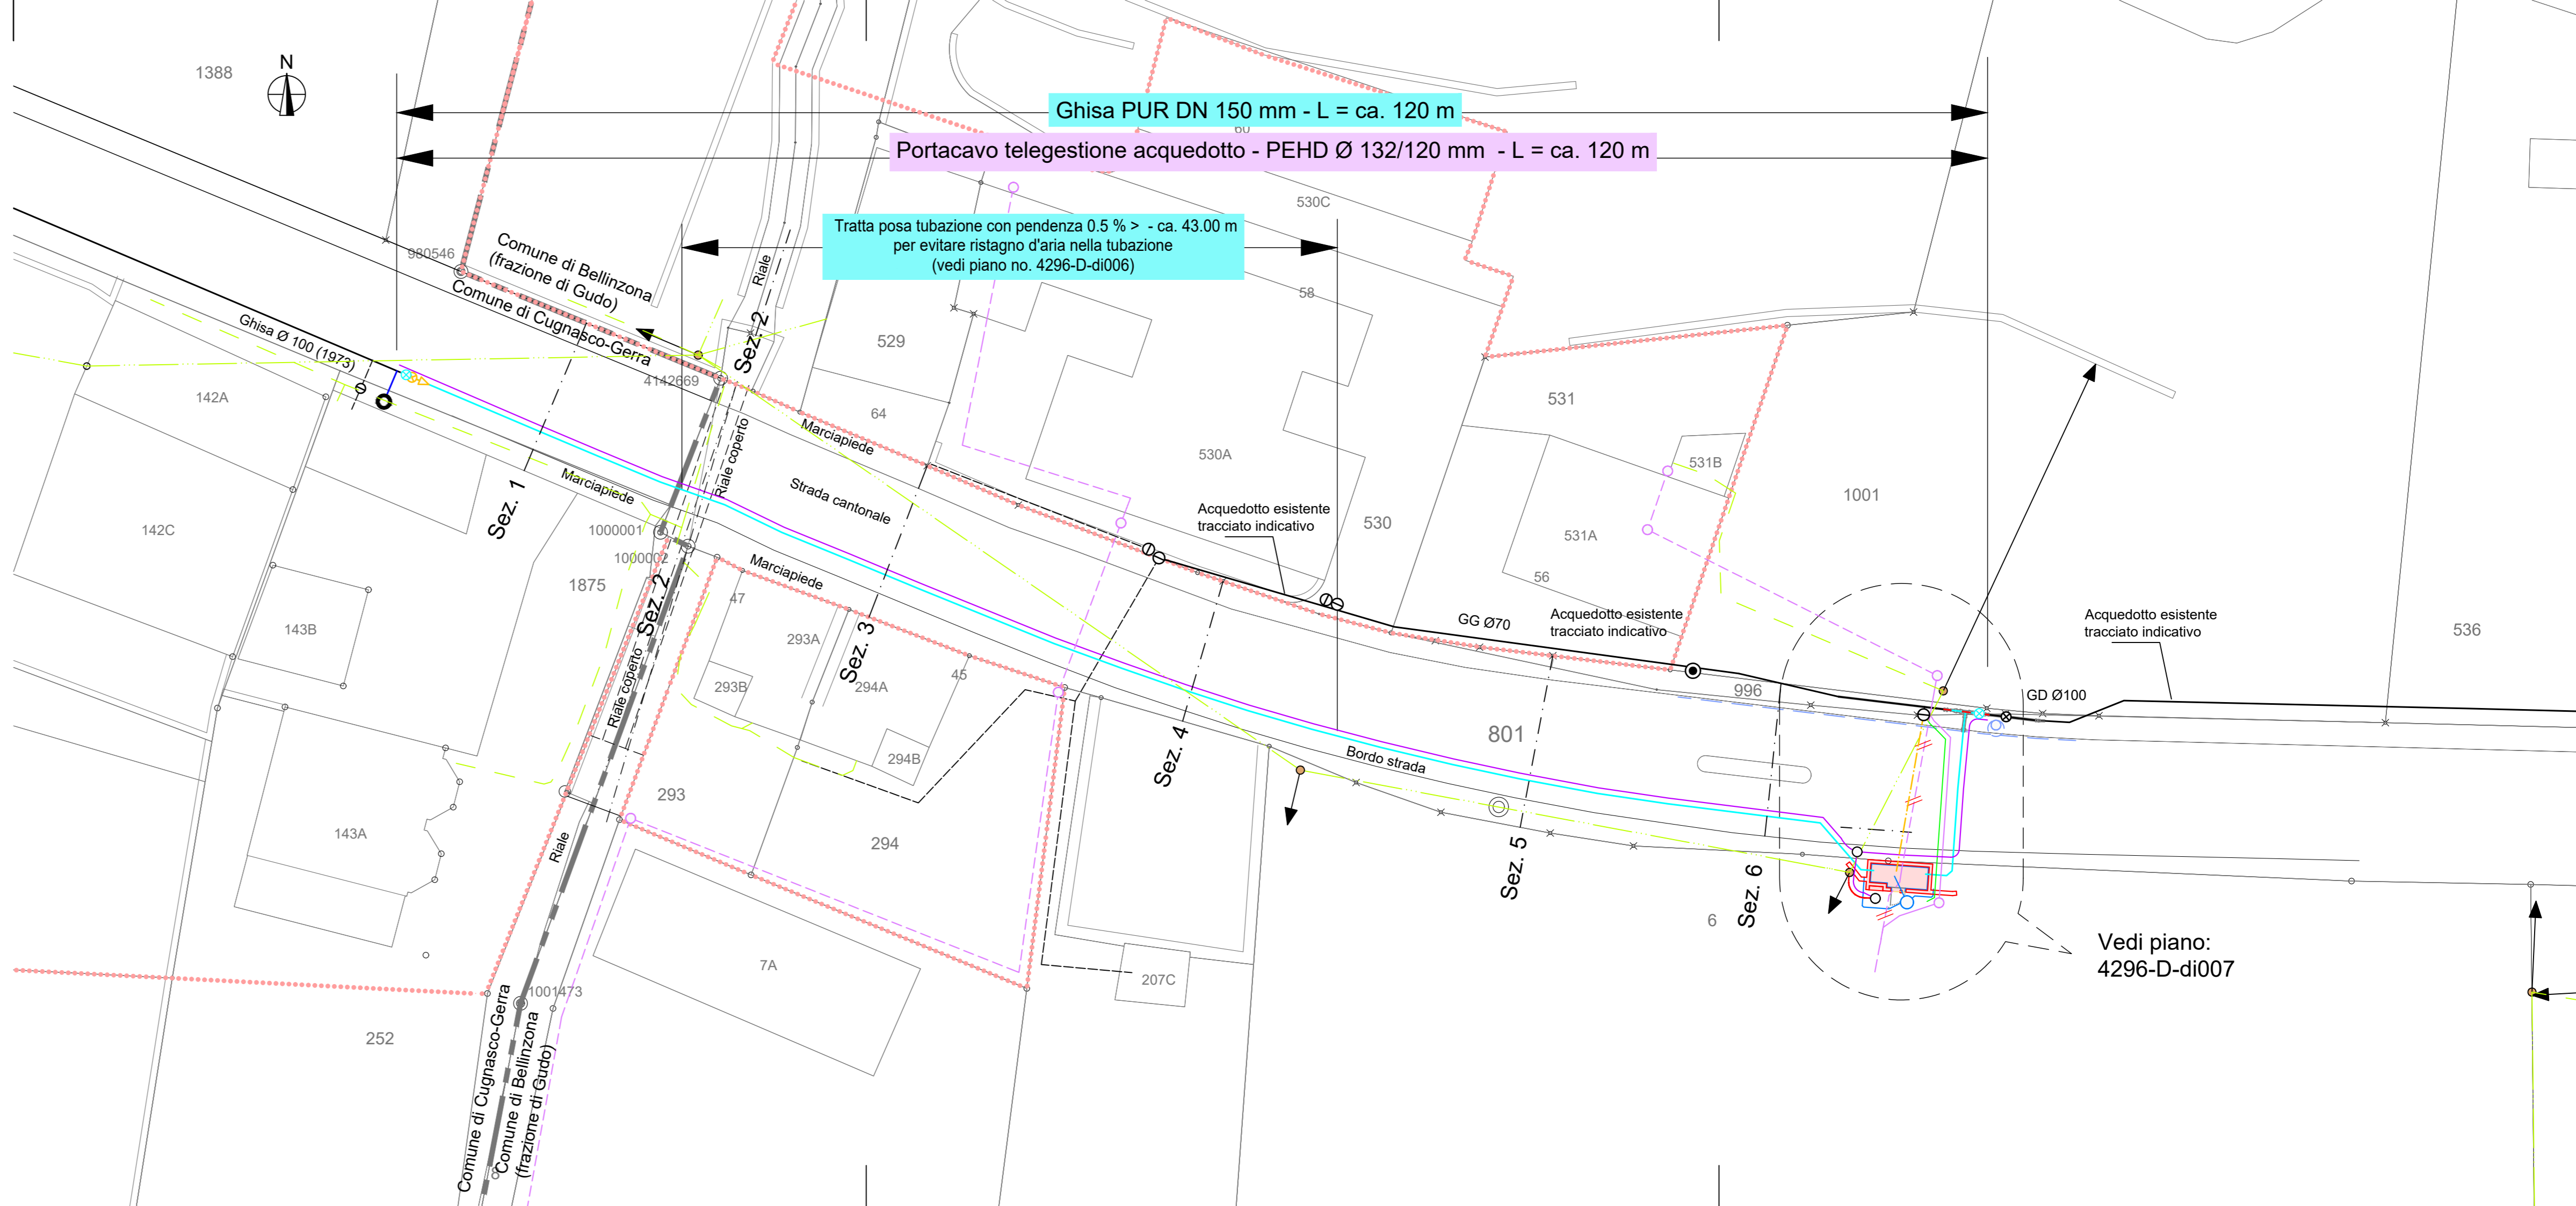 1388
N
Ghisa PUR DN 150 mm - L = ca. 120 m
60
Portacavo telegestione acquedotto - PEHD Ø 132/120 mm - L = ca. 120 m
530C
Tratta posa tubazione con pendenza 0.5 % > - ca. 43.00 m
per evitare ristagno d'aria nella tubazione
(vedi piano no. 4296-D-di006)
980546
Comune di Bellinzona
(frazione di Gudo)
Comune di Cugnasco-Gerra
Riale
58
Ghisa Ø 100 (1973)
Sez. 2
529
4142669
142A
64
531
Marciapiede
Riale coperto
530A
531B
Marciapiede
Strada cantonale
1001
Sez. 1
Acquedotto esistente
tracciato indicativo
530
142C
1000001
531A
1000002
Marciapiede
1875
Sez. 2
47
56
143B
293A
Sez. 3
GG Ø70
Acquedotto esistente
tracciato indicativo
Acquedotto esistente
tracciato indicativo
536
Riale coperto
293B
294A
45
996
GD Ø100
801
294B
Sez. 4
Bordo strada
293
143A
294
Riale
Sez. 5
Sez. 6
6
Vedi piano:
4296-D-di007
7A
207C
1001473
252
Comune di Cugnasco-Gerra
Comune di Bellinzona
(frazione di Gudo)
8